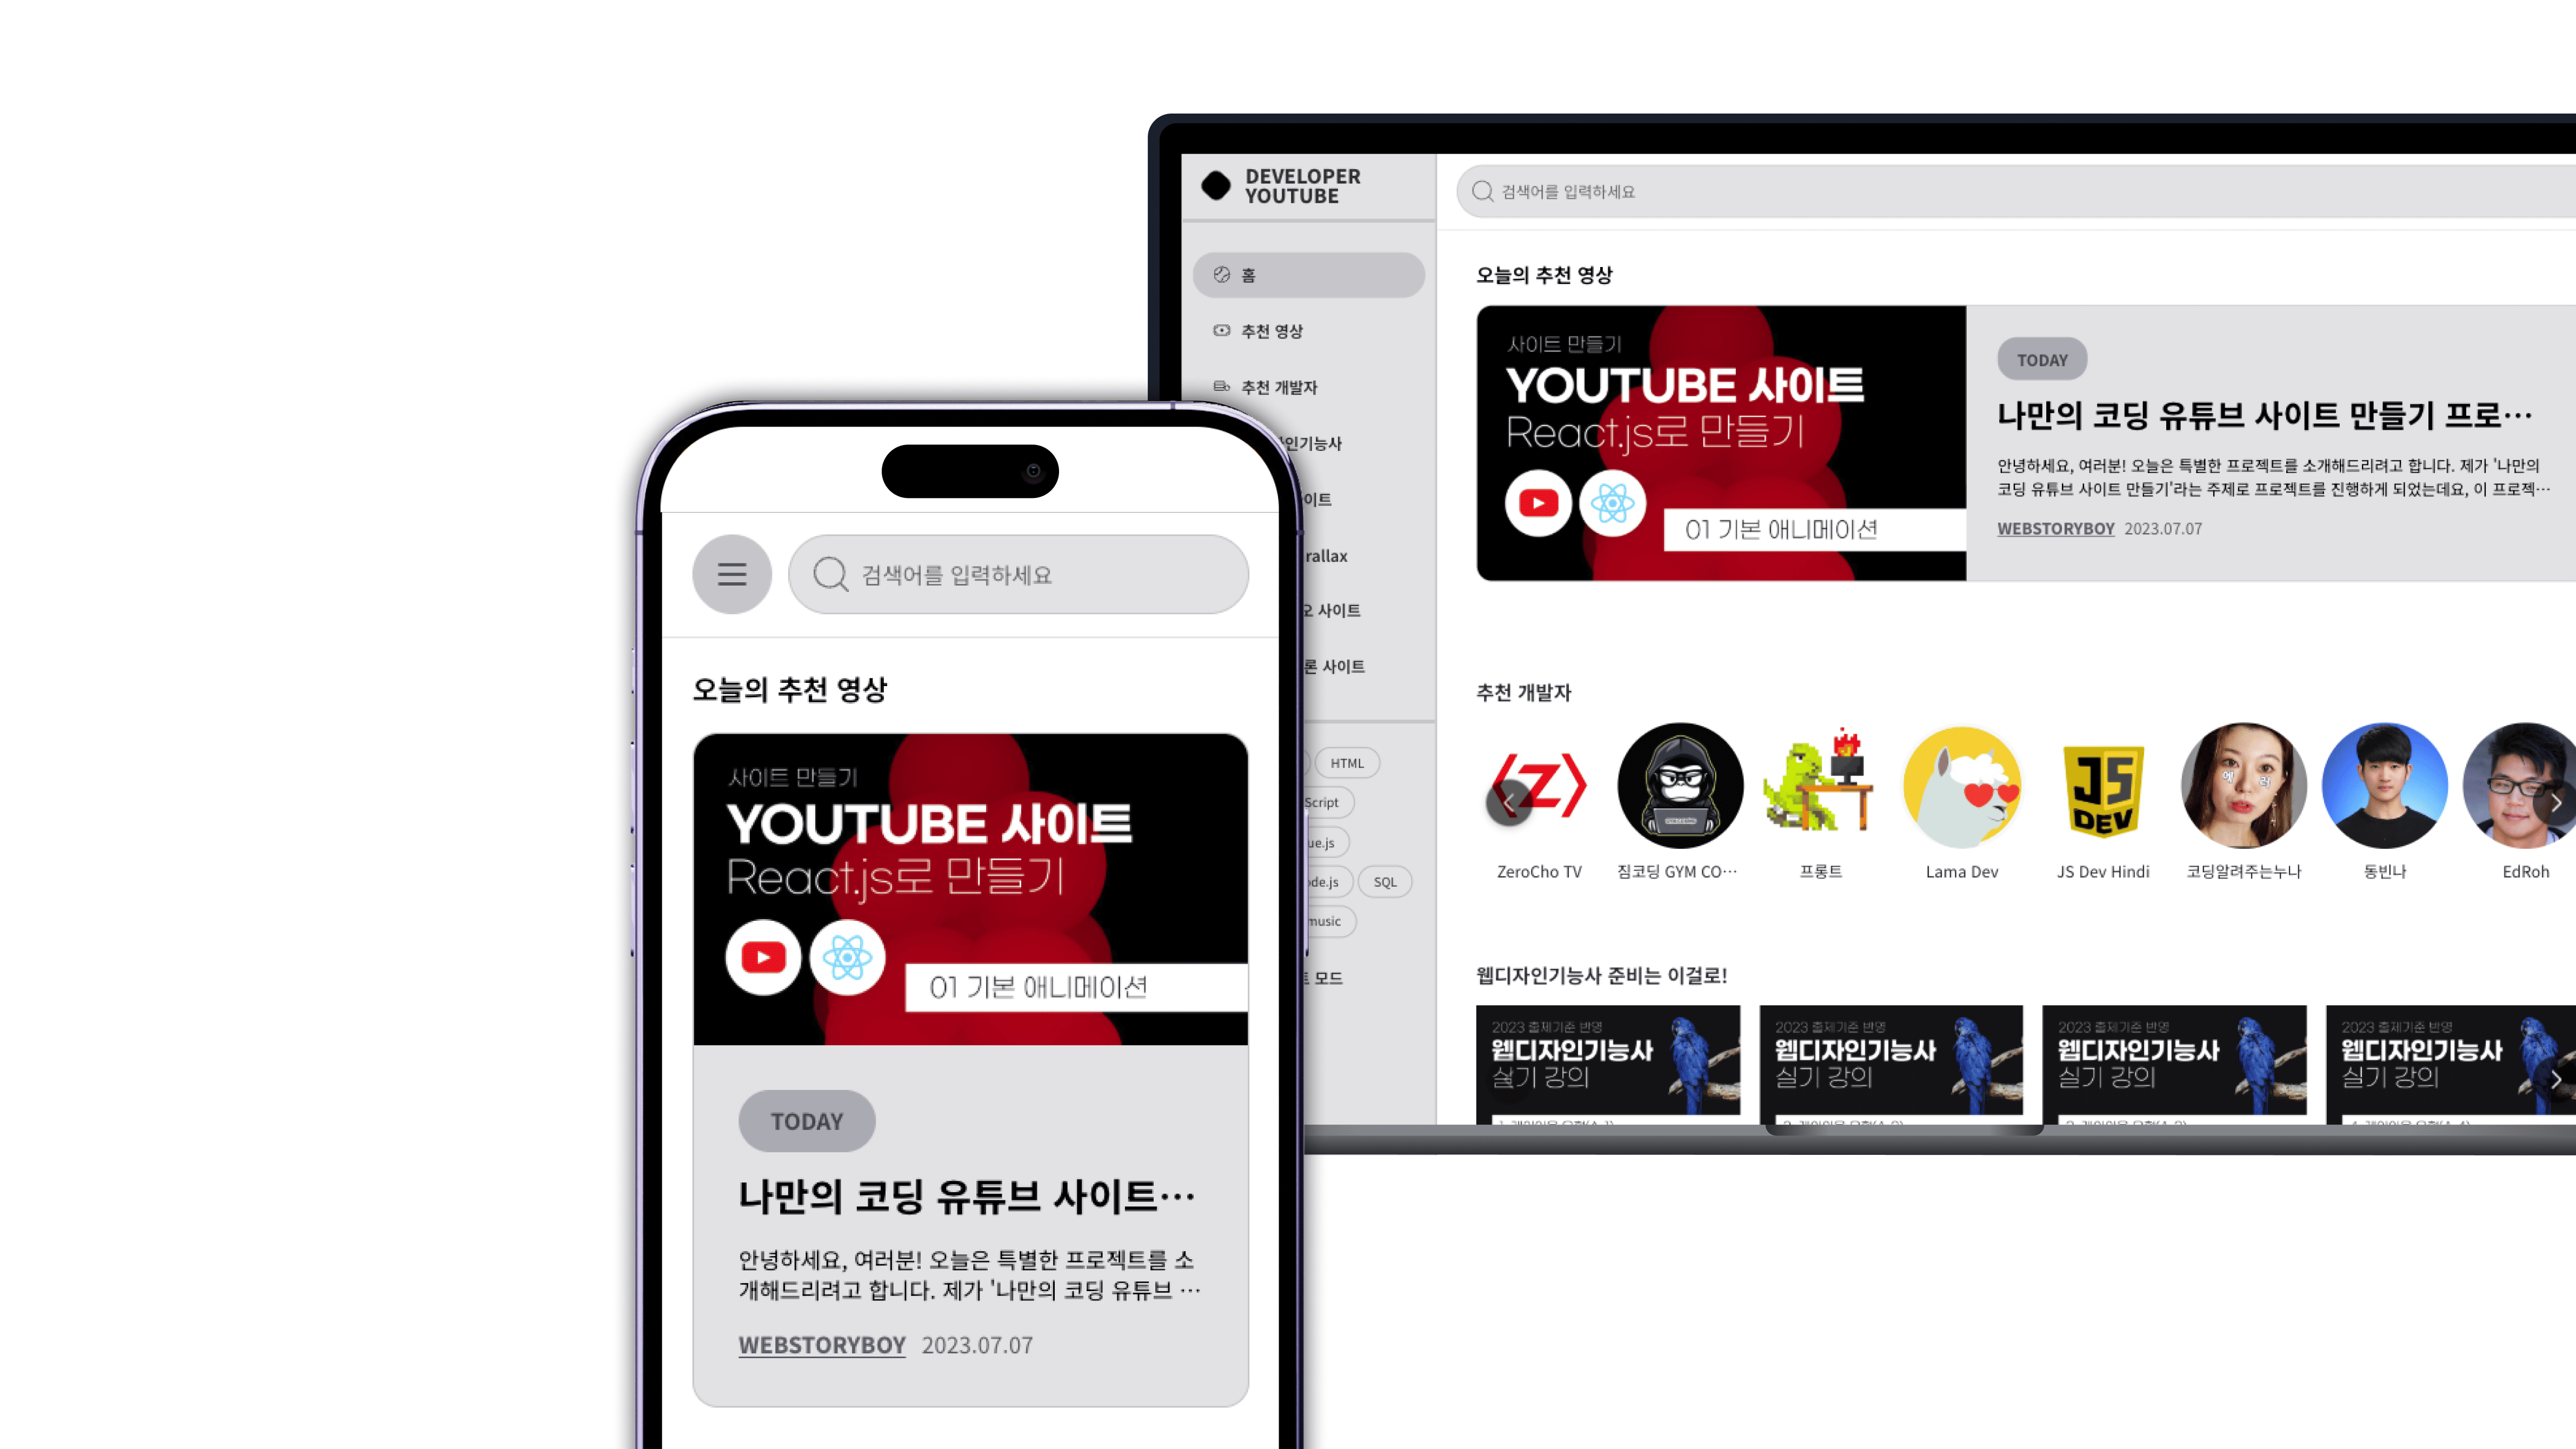 DEVELOPER
YOUTUBE
검색어를 입력하세요
홈
추천 영상
추천 개발자
인기능사
이트
rallax
오 사이트
론 사이트
HTML
Script
ue.js
de.js
SQL
music
모드
오늘의 추천 영상
사이트 만들기
YOUTUBE 사이트
React.js로 만들기
01 기본 애니메이션
TODAY
나만의 코딩 유튜브 사이트 만들기 프로…
안녕하세요, 여러분! 오늘은 특별한 프로젝트를 소개해드리려고 합니다. 제가 '나만의
코딩 유튜브 사이트 만들기'라는 주제로 프로젝트를 진행하게 되었는데요, 이 프로젝…
WEBSTORYBOY 2023.07.07
추천 개발자
JS
DEV
에 러
ZeroCho TV
짐코딩 GYM CO…
프롱트
Lama Dev
JS Dev Hindi
코딩알려주는누나
동빈나
EdRoh
웹디자인기능사 준비는 이걸로!
2023 출제기준 반영
웹디자인기능사
실기 강의
2023 출제기준 반영
웹디자인기능사
실기 강의
2023 출제기준 반영
웹디자인기능사
실기 강의
2023 출제기준 반영
웹디자인기능사
실기 강의
검색어를 입력하세요
오늘의 추천 영상
사이트 만들기
YOUTUBE 사이트
React.js로 만들기
01 기본 애니메이션
TODAY
나만의 코딩 유튜브 사이트…
안녕하세요, 여러분! 오늘은 특별한 프로젝트를 소
개해드리려고 합니다. 제가 '나만의 코딩 유튜브 …
WEBSTORYBOY 2023.07.07